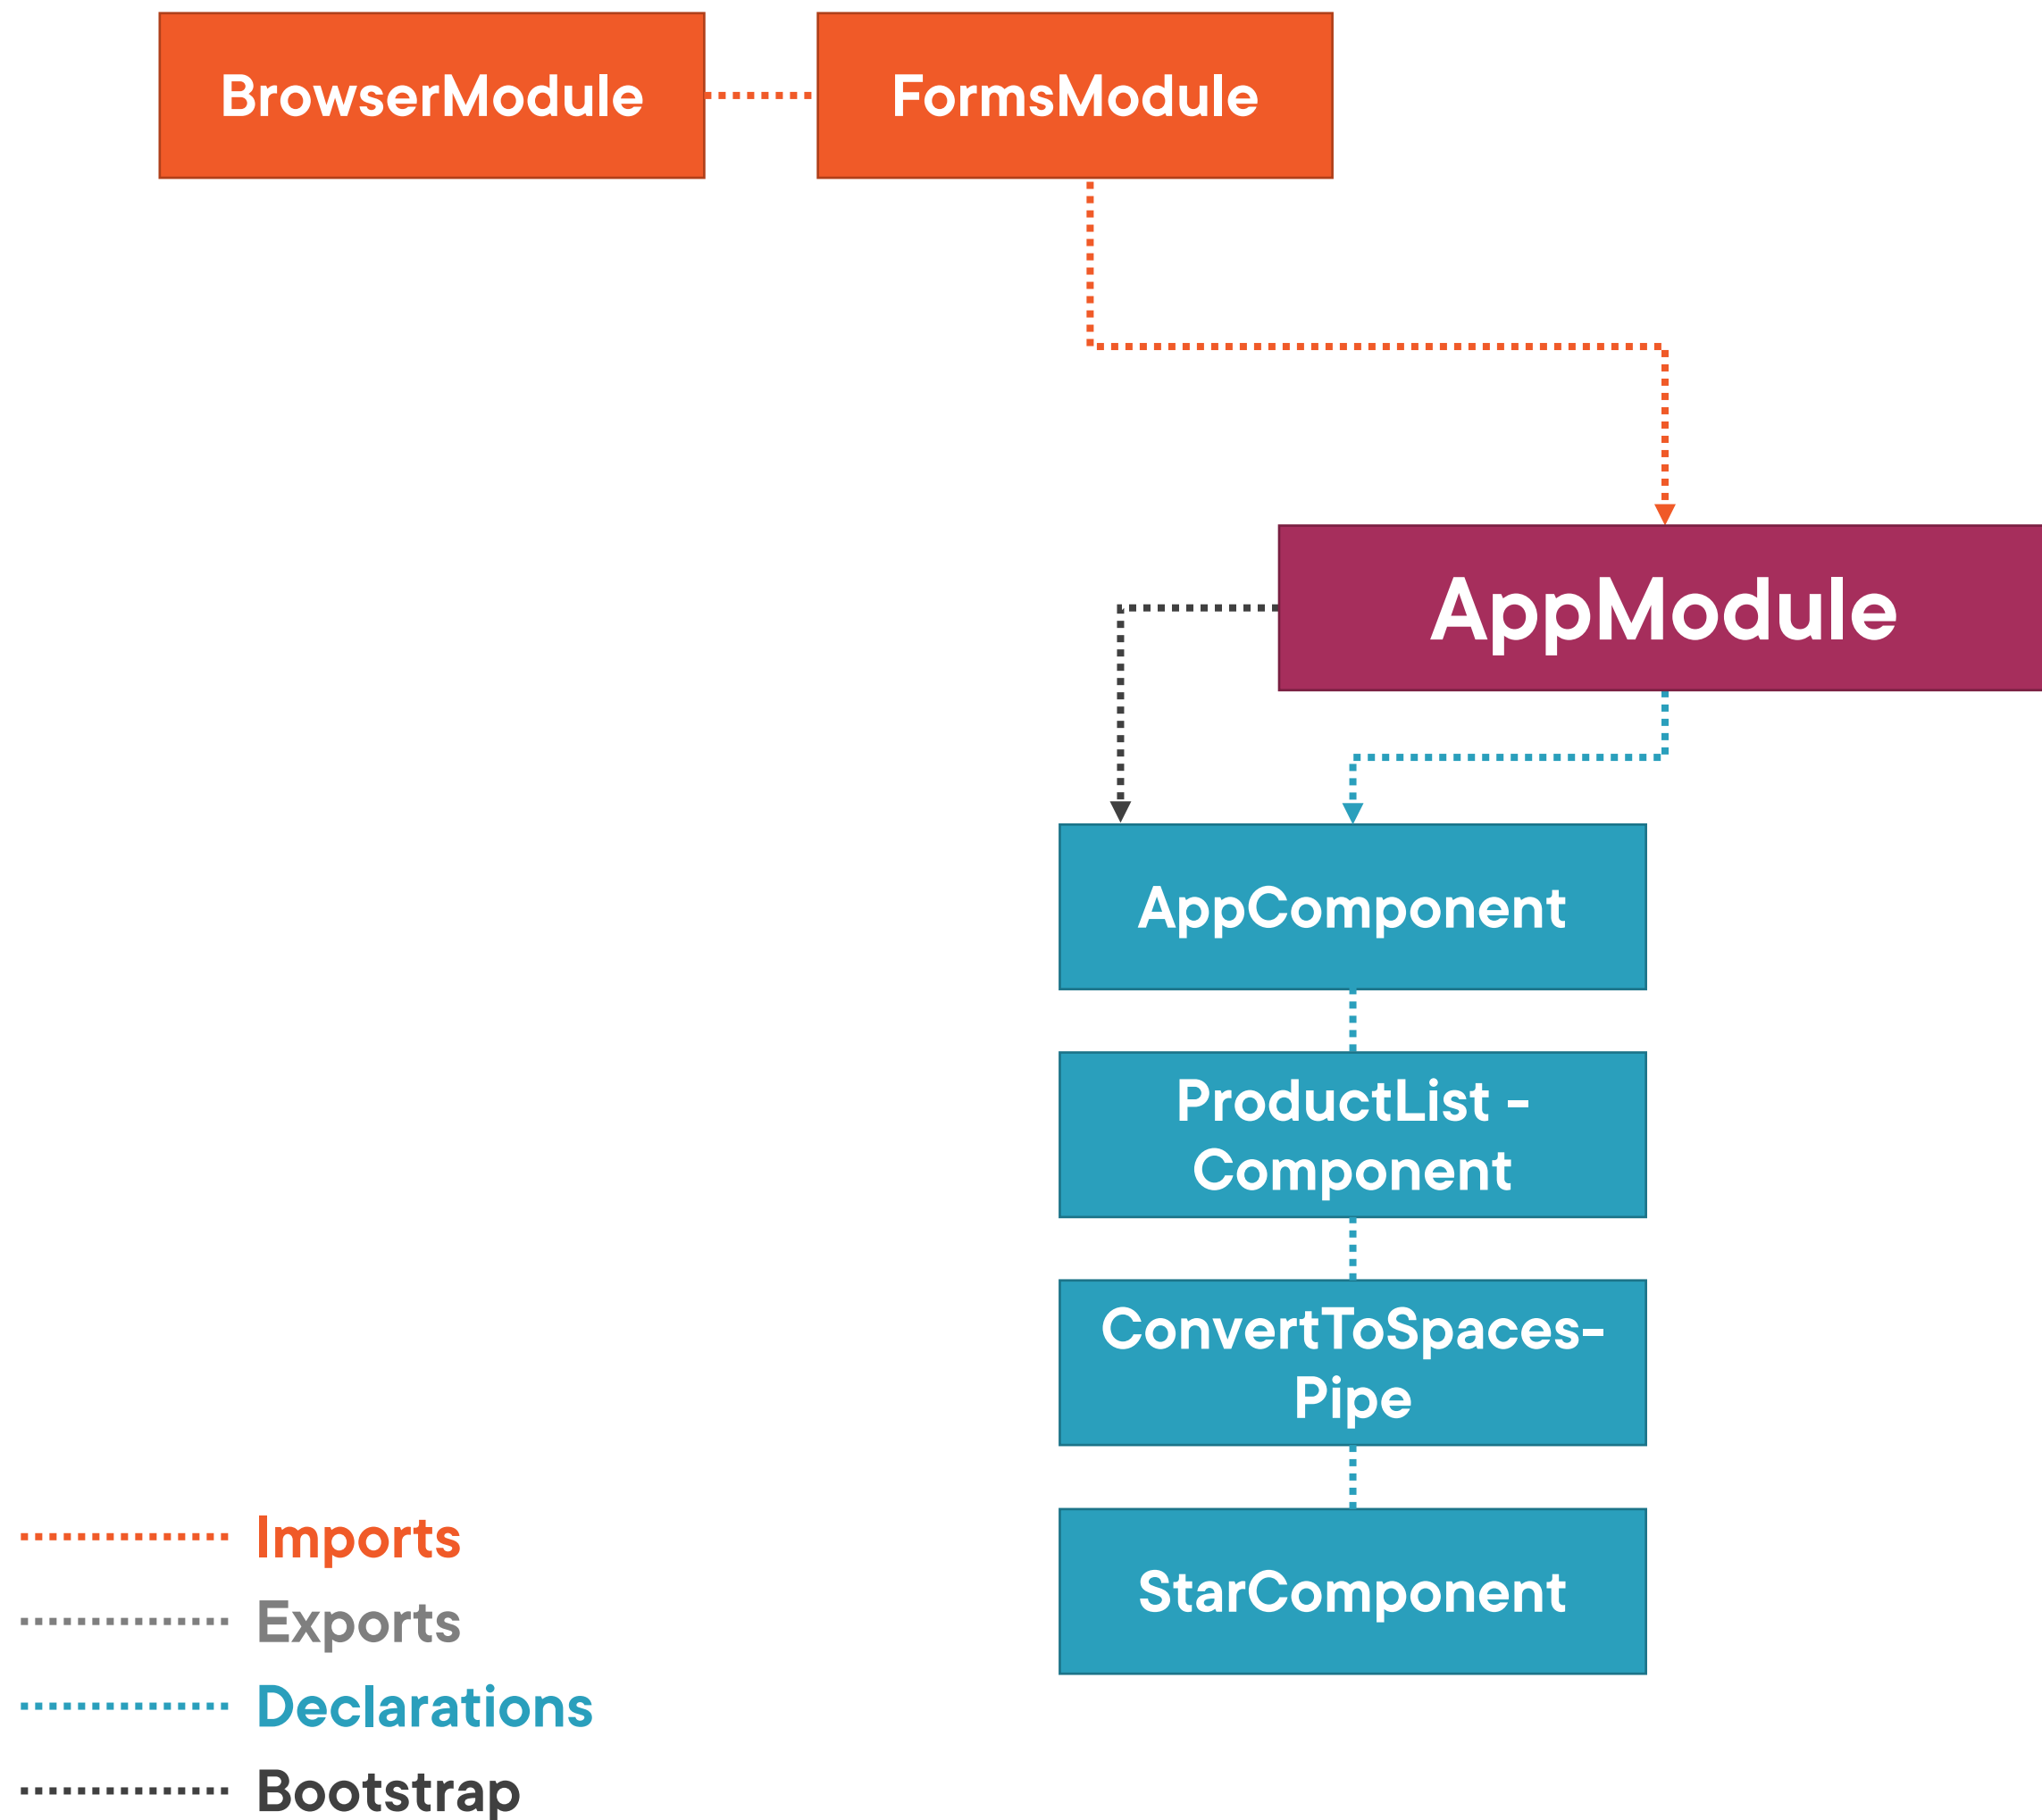 BrowserModule
FormsModule
AppModule
AppComponent
ProductList -
Component
ConvertToSpaces-
Pipe
StarComponent
Imports
Exports
Declarations
Bootstrap